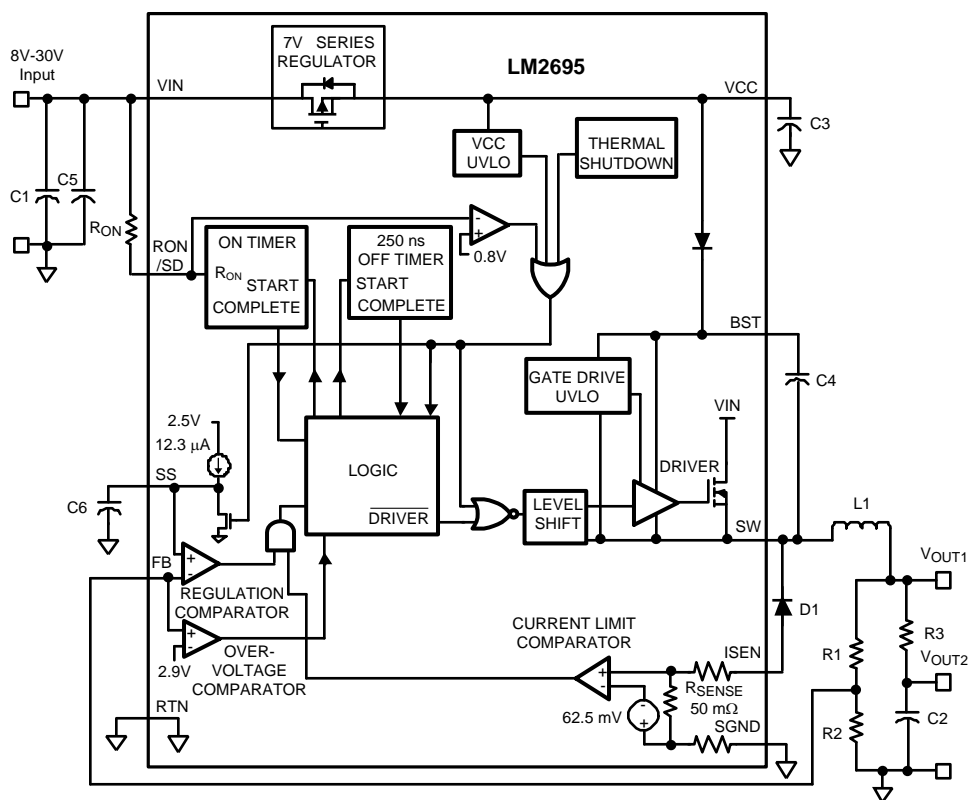 7V SERIES
REGULATOR
LM2695
8V-30V
Input
VIN
VCC
C3
VCC
UVLO
THERMAL
SHUTDOWN
C1
C5
RON
RON
/SD
ON TIMER
RON
START
COMPLETE
250 ns
OFF TIMER
START
COMPLETE
-
+
0.8V
BST
C4
GATE DRIVE
UVLO
VIN
DRIVER
2.5V
12.3 μA
SS
C6
LOGIC
DRIVER
LEVEL
SHIFT
SW
L1
FB
+
-
REGULATION
COMPARATOR
+
-
2.9V
OVER-
VOLTAGE
COMPARATOR
VOUT1
D1
R1
R3
VOUT2
CURRENT LIMIT
COMPARATOR
+
-
ISEN
RSENSE
50 mΩ
62.5 mV
-
+
SGND
R2
C2
RTN